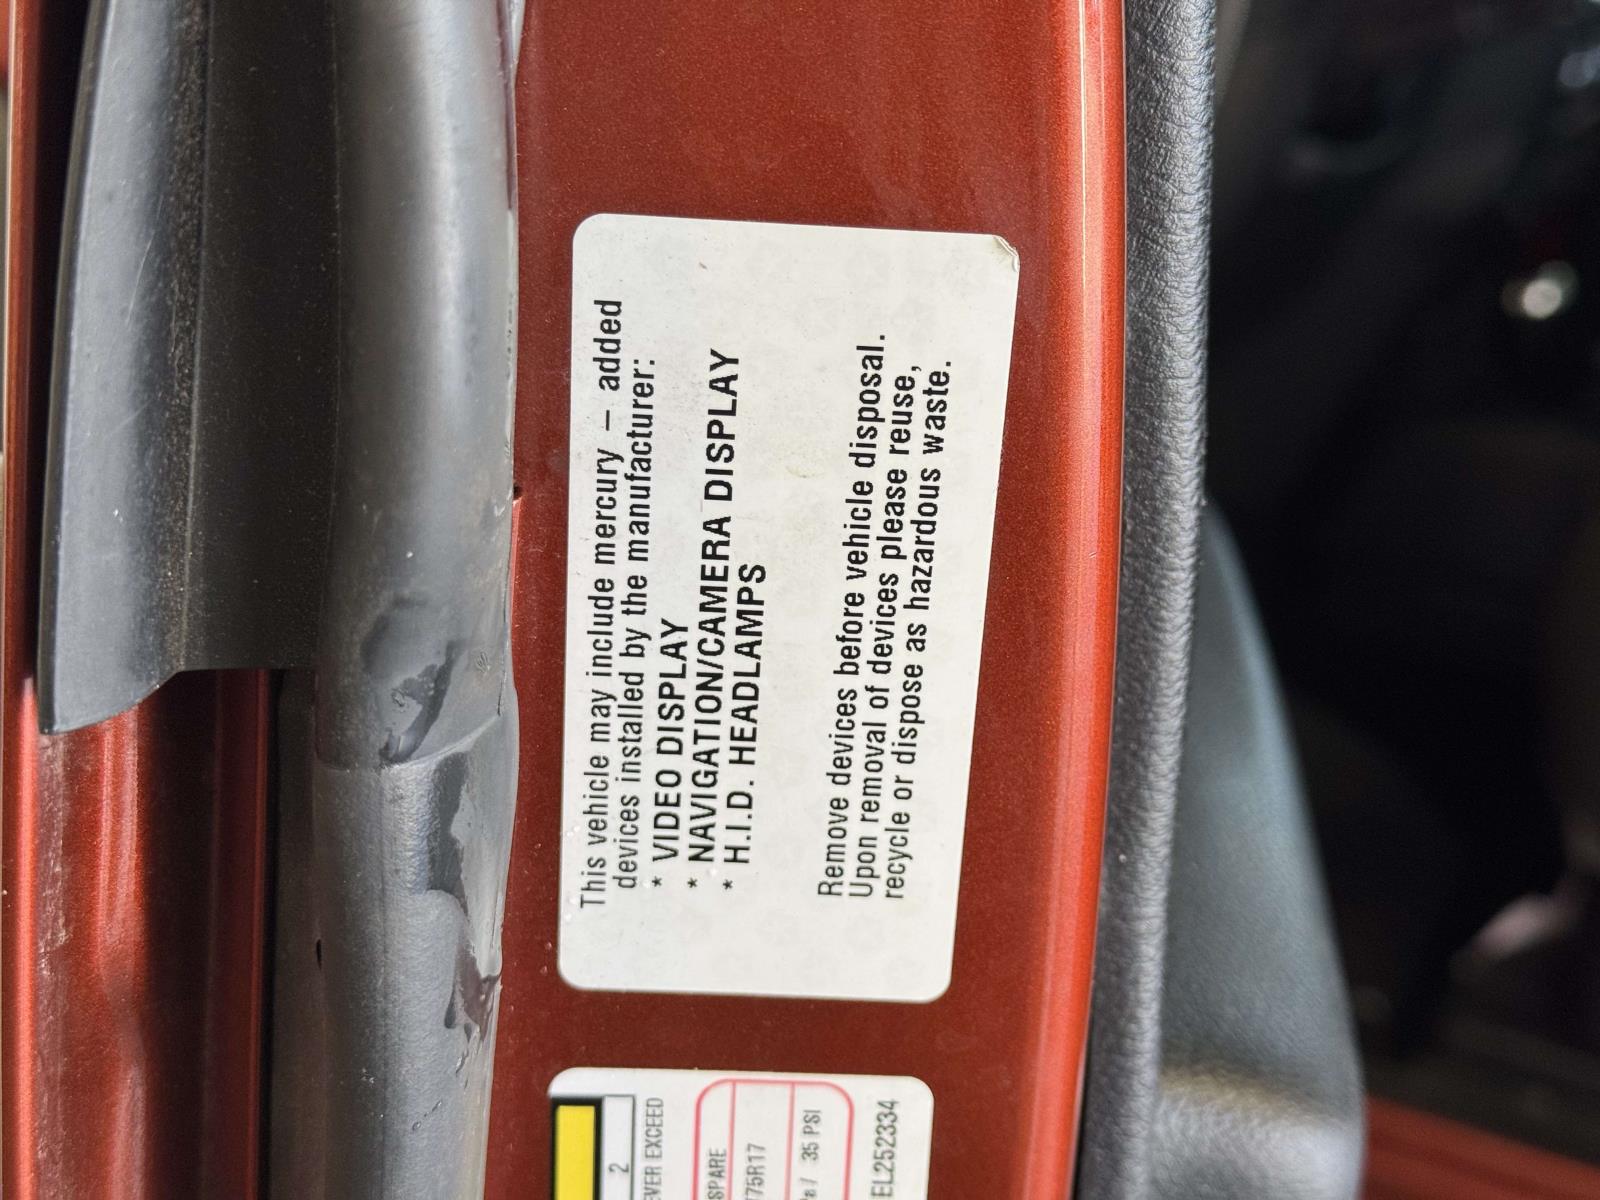 This vehicle may include mercury – added
devices installed by the manufacturer:
* VIDEO DISPLAY
* NAVIGATION/CAMERA DISPLAY
* H.I.D. HEADLAMPS
Remove devices before vehicle disposal.
Upon removal of devices please reuse,
recycle or dispose as hazardous waste.
2
EVER EXCEED
SPARE
75R17
35 PSI
EL252334